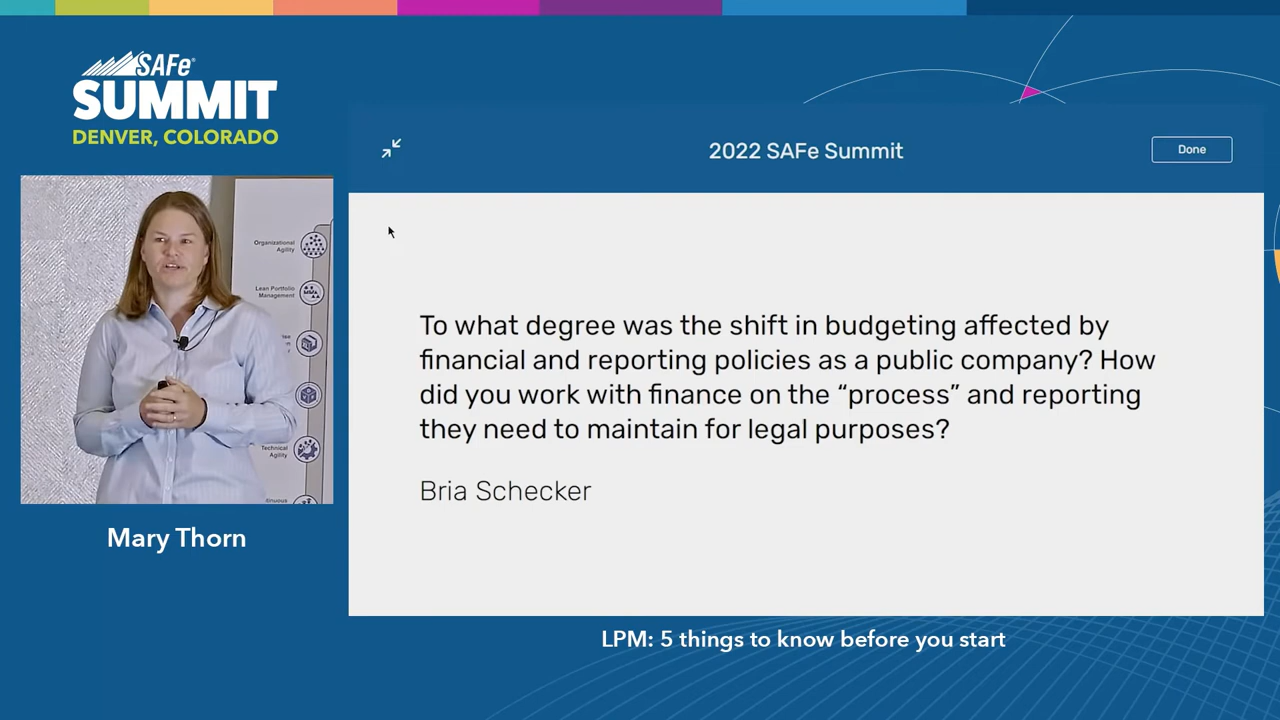 SAFe
SUMMIT
DENVER, COLORADO
2022 SAFe Summit
Done
Organizational
Agility
Lean Portfolio
Management
Technical
Agility
To what degree was the shift in budgeting affected by
financial and reporting policies as a public company? How
did you work with finance on the “process” and reporting
they need to maintain for legal purposes?
Bria Schecker
Mary Thorn
LPM: 5 things to know before you start